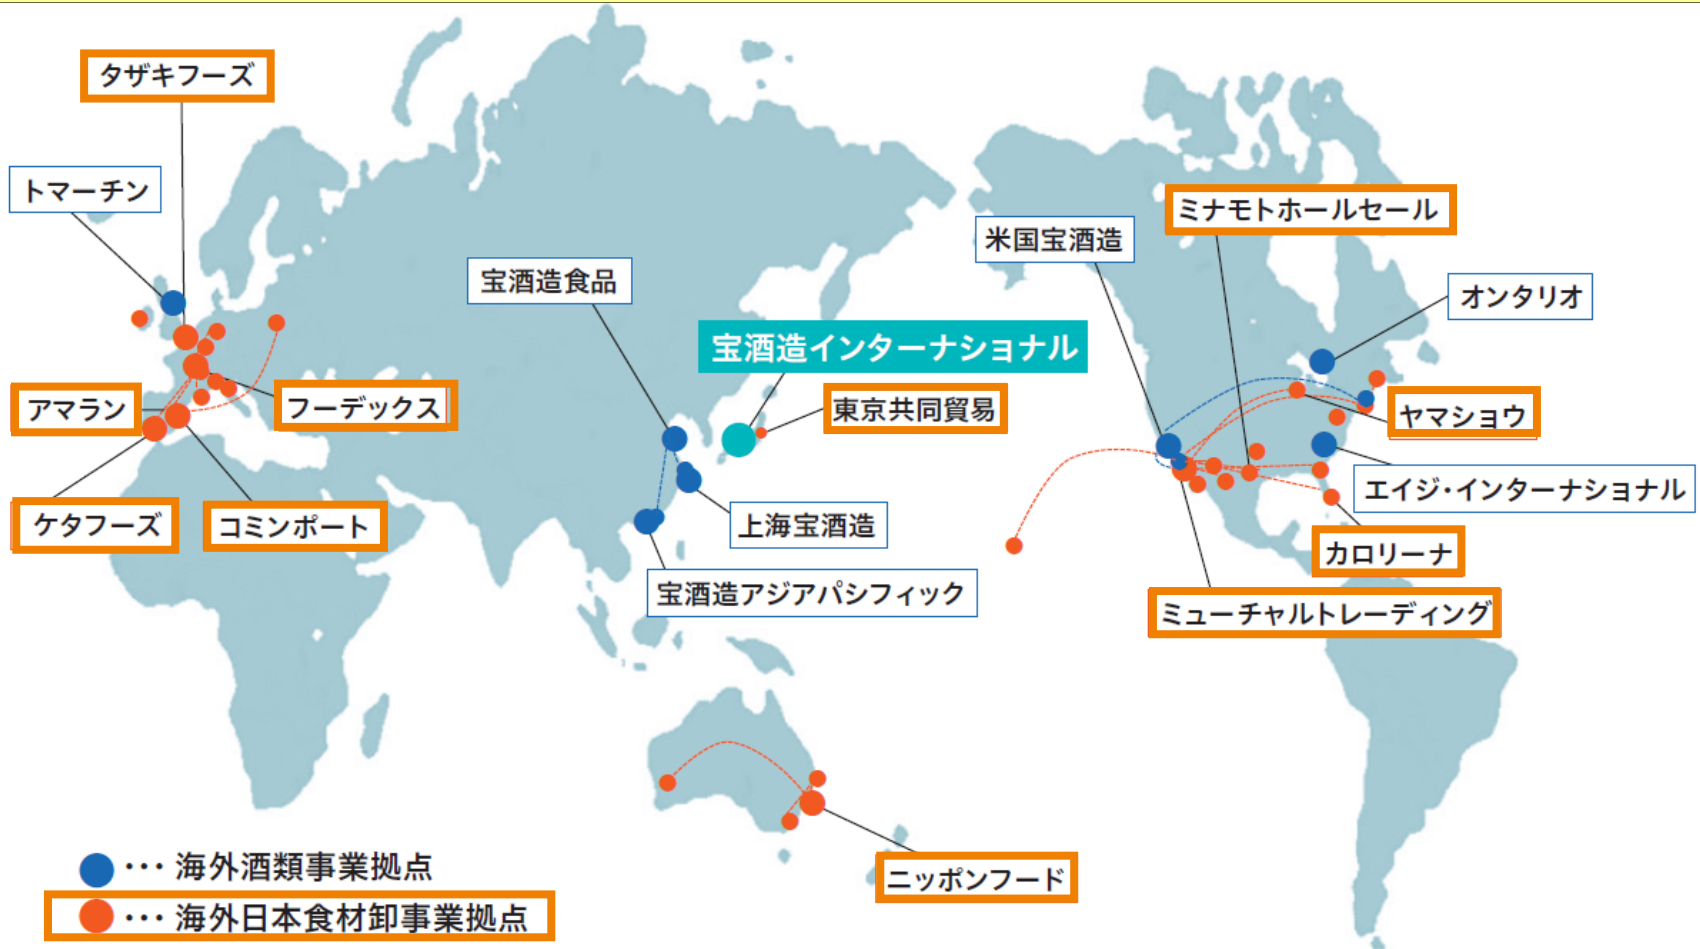 タザキフーズ
トマーチン
ミナモトホールセール
米国宝酒造
宝酒造食品
オンタリオ
宝酒造インターナショナル
アマラン
フーデックス
東京共同貿易
ヤマショウ
エイジ・インターナショナル
ケタフーズ
コミンポート
上海宝酒造
カロリーナ
宝酒造アジアパシフィック
ミューチャルトレーディング
ニッポンフード
･･･ 海外酒類事業拠点
･･･ 海外日本食材卸事業拠点